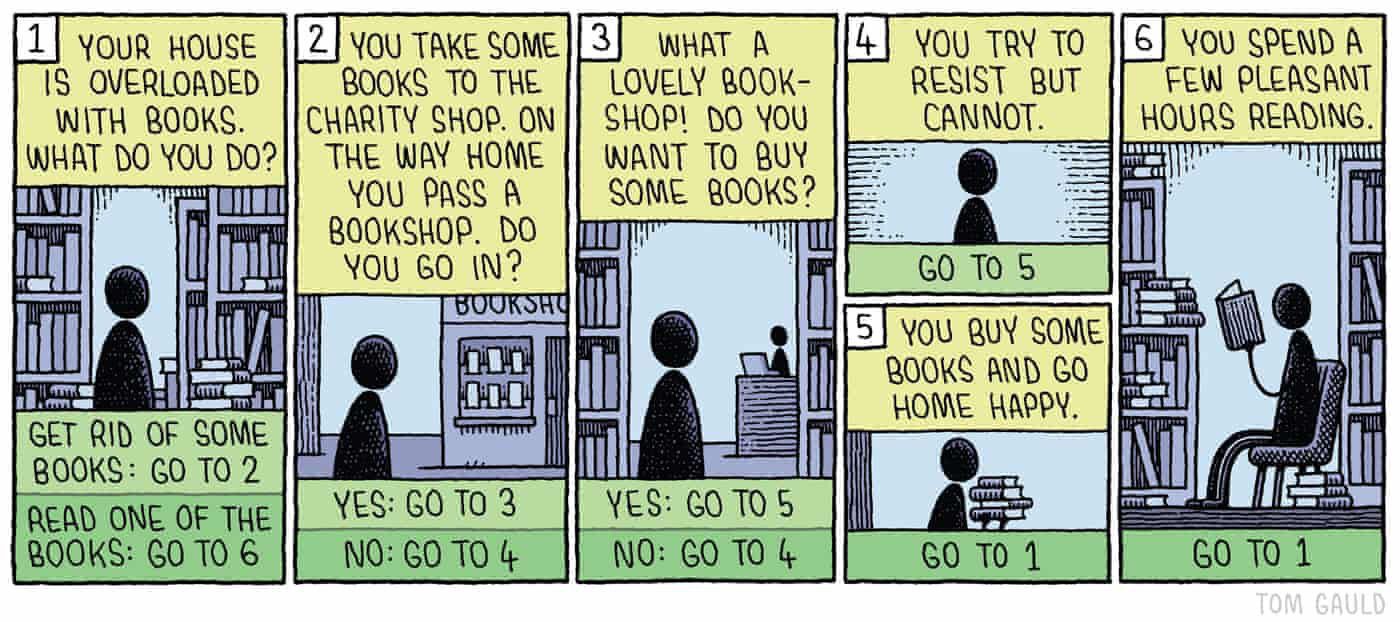 1
YOUR HOUSE
IS OVERLOADED
WITH BOOKS.
WHAT DO YOU DO?
GET RID OF SOME
BOOKS: GO TO 2
READ ONE OF THE
BOOKS: GO TO 6
2
YOU TAKE SOME
BOOKS TO THE
CHARITY SHOP. ON
THE WAY HOME
YOU PASS A
BOOKSHOP. DO
YOU GO IN?
BOOKSHO
YES: GO TO 3
NO: GO TO 4
3
WHAT A
LOVELY BOOK-
SHOP! DO YOU
WANT TO BUY
SOME BOOKS?
YES: GO TO 5
NO: GO TO 4
4
YOU TRY TO
RESIST BUT
CANNOT.
GO TO 5
5
YOU BUY SOME
BOOKS AND GO
HOME HAPPY.
GO TO 1
6
YOU SPEND A
FEW PLEASANT
HOURS READING.
GO TO 1
TOM GAULD